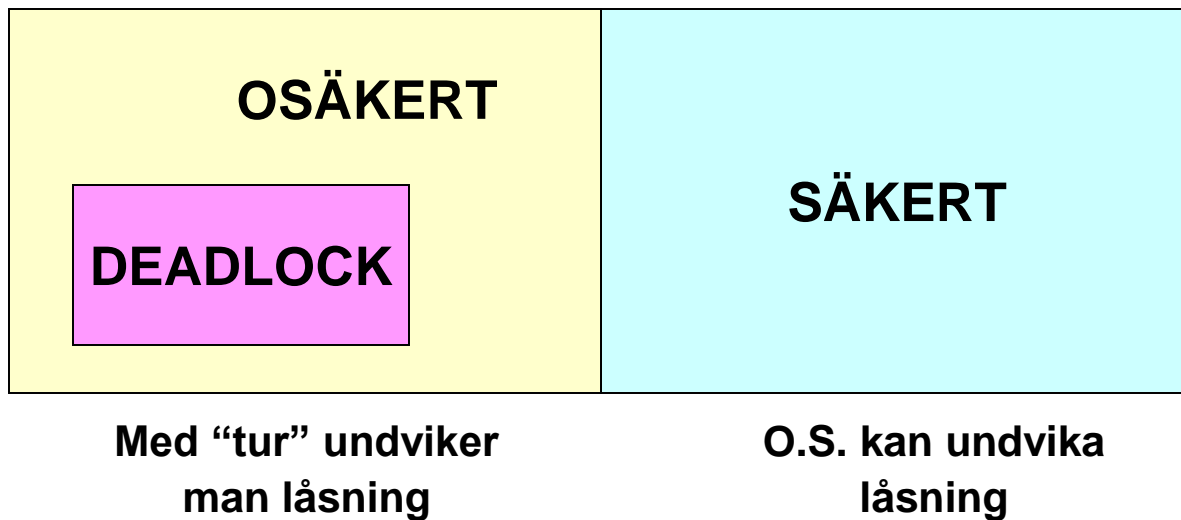 OSÄKERT
DEADLOCK
SÄKERT
Med “tur” undviker
man låsning
O.S. kan undvika
låsning